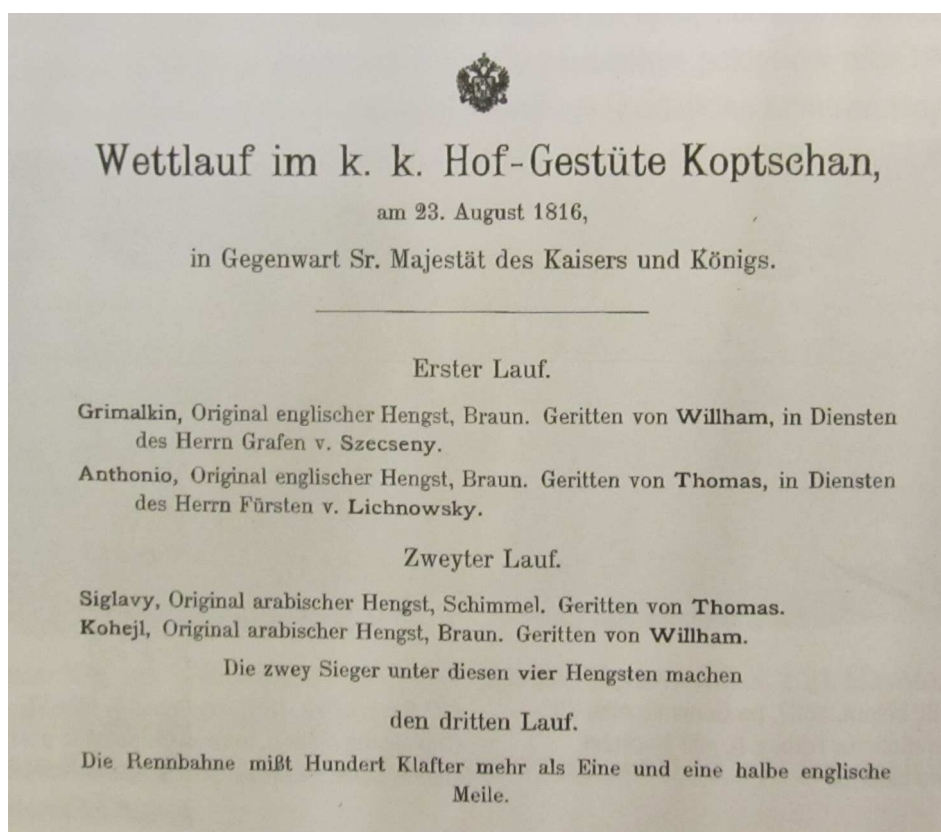 Wettlauf im k. k. Hof-Gestüte Koptschan,
am 23. August 1816,
in Gegenwart Sr. Majestät des Kaisers und Königs.
Erster Lauf.
Grimalkin, Original englischer Hengst, Braun. Geritten von Willham, in Diensten
des Herrn Grafen v. Szecseny.
Anthonio, Original englischer Hengst, Braun. Geritten von Thomas, in Diensten
des Herrn Fürsten v. Lichnowsky.
Zweyter Lauf.
Siglavy, Original arabischer Hengst, Schimmel. Geritten von Thomas.
Kohejl, Original arabischer Hengst, Braun. Geritten von Willham.
Die zwey Sieger unter diesen vier Hengsten machen
den dritten Lauf.
Die Rennbahne mißt Hundert Klafter mehr als Eine und eine halbe englische
Meile.